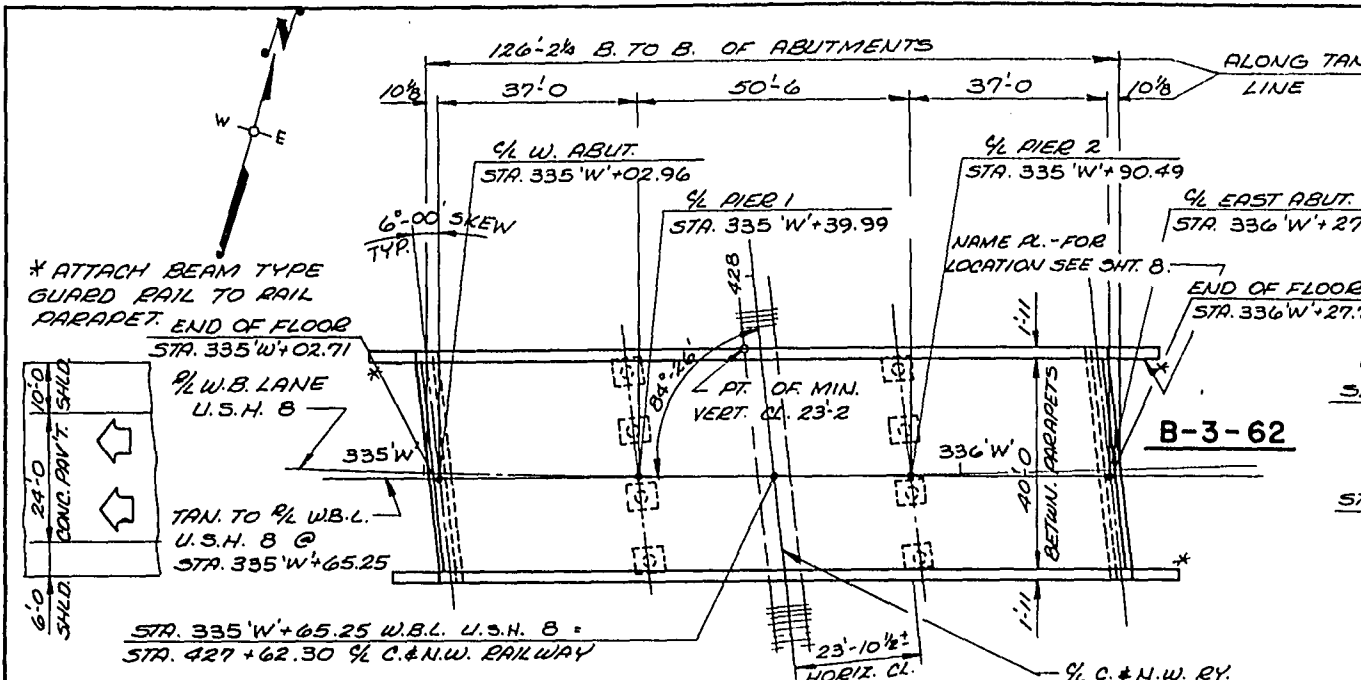 N
W E
126'-2¼ B. TO B. OF ABUTMENTS
ALONG TAN
LINE
10⅛ 37'-0 50'-6 37'-0 10⅛
℄ W. ABUT.
STA. 335 'W'+02.96
℄ PIER 1
STA. 335 'W'+39.99
℄ PIER 2
STA. 335 'W'+90.49
℄ EAST ABUT.
STA. 336 'W'+27
6°-00' SKEW
TYP.
NAME PL.-FOR
LOCATION SEE SHT. 8.
* ATTACH BEAM TYPE
GUARD RAIL TO RAIL
PARAPET.
END OF FLOOR
STA. 335'W'+02.71
END OF FLOOR
STA. 336'W'+27.
428
1'-11
84°-26'
PT. OF MIN.
VERT. CL. 23'-2
R/L W.B. LANE
U.S.H. 8
335'W'
336'W'
B-3-62
40'-0
BETWN. PARAPETS
10'-0
SHLD.
24'-0
CONC. PAV'T.
6'-0
SHLD.
TAN. TO R/L W.B.L.
U.S.H. 8 @
STA. 335'W'+65.25
1'-11
STA. 335'W'+65.25 W.B.L. U.S.H. 8 =
STA. 427+62.30 ℄ C.&N.W. RAILWAY
23'-10½±
HORIZ. CL.
℄ C.&N.W. RY.